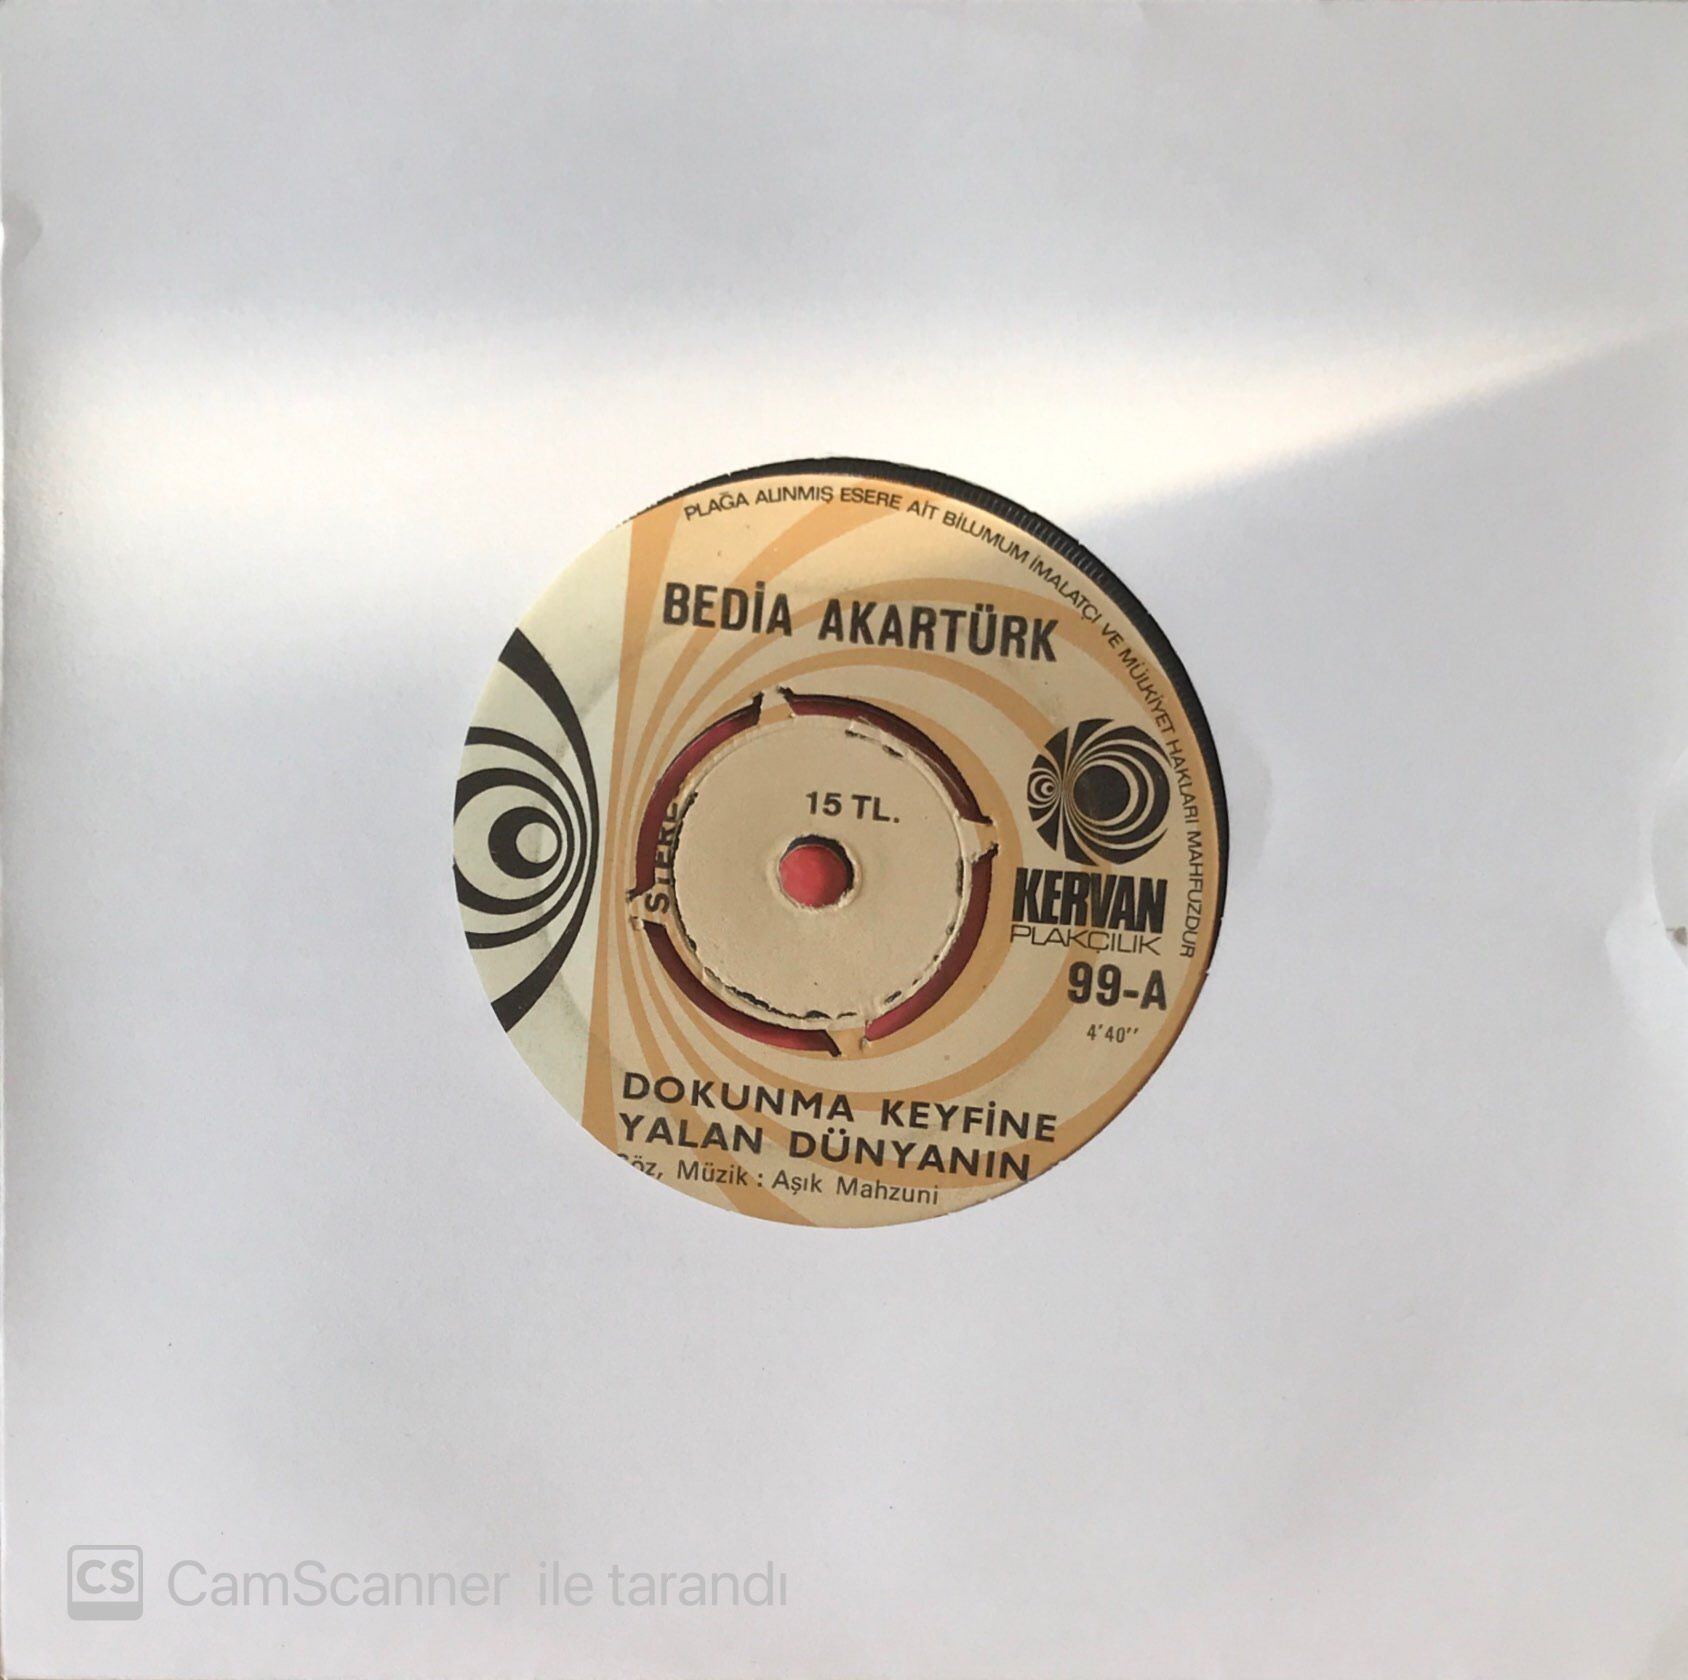 PLAĞA ALINMIŞ ESERE AİT BİLUMUM İMALATÇI VE MÜLKİYET HAKLARI MAHFUZDUR
BEDİA AKARTÜRK
15 TL.
KERVAN
PLAKÇILIK
99-A
4'40''
DOKUNMA KEYFİNE
YALAN DÜNYANIN
Müzik : Aşık Mahzuni
CS CamScanner ile tarandı